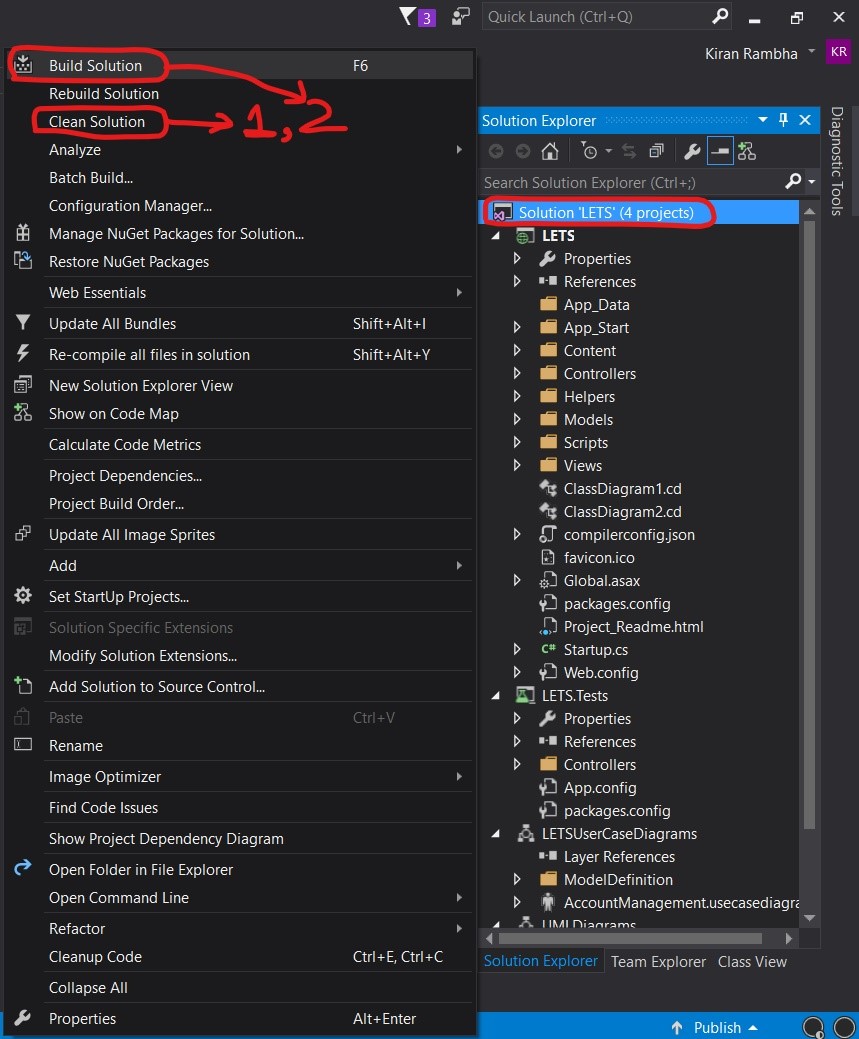 3
Quick Launch (Ctrl+Q)
Kiran Rambha
KR
Build Solution F6
Rebuild Solution
Clean Solution
1,2
Analyze
Batch Build...
Configuration Manager...
Manage NuGet Packages for Solution...
Restore NuGet Packages
Web Essentials
Update All Bundles Shift+Alt+I
Re-compile all files in solution Shift+Alt+Y
New Solution Explorer View
Show on Code Map
Calculate Code Metrics
Project Dependencies...
Project Build Order...
Update All Image Sprites
Add
Set StartUp Projects...
Solution Specific Extensions
Modify Solution Extensions...
Add Solution to Source Control...
Paste Ctrl+V
Rename
Image Optimizer
Find Code Issues
Show Project Dependency Diagram
Open Folder in File Explorer
Open Command Line
Refactor
Cleanup Code Ctrl+E, Ctrl+C
Collapse All
Properties Alt+Enter
Solution Explorer
Search Solution Explorer (Ctrl+;)
Solution 'LETS' (4 projects)
LETS
Properties
References
App_Data
App_Start
Content
Controllers
Helpers
Models
Scripts
Views
ClassDiagram1.cd
ClassDiagram2.cd
compilerconfig.json
favicon.ico
Global.asax
packages.config
Project_Readme.html
C# Startup.cs
Web.config
LETS.Tests
Properties
References
Controllers
App.config
packages.config
LETSUserCaseDiagrams
Layer References
ModelDefinition
AccountManagement.usecasediagra
UMLDiagrams
Solution Explorer Team Explorer Class View
Diagnostic Tools
Publish